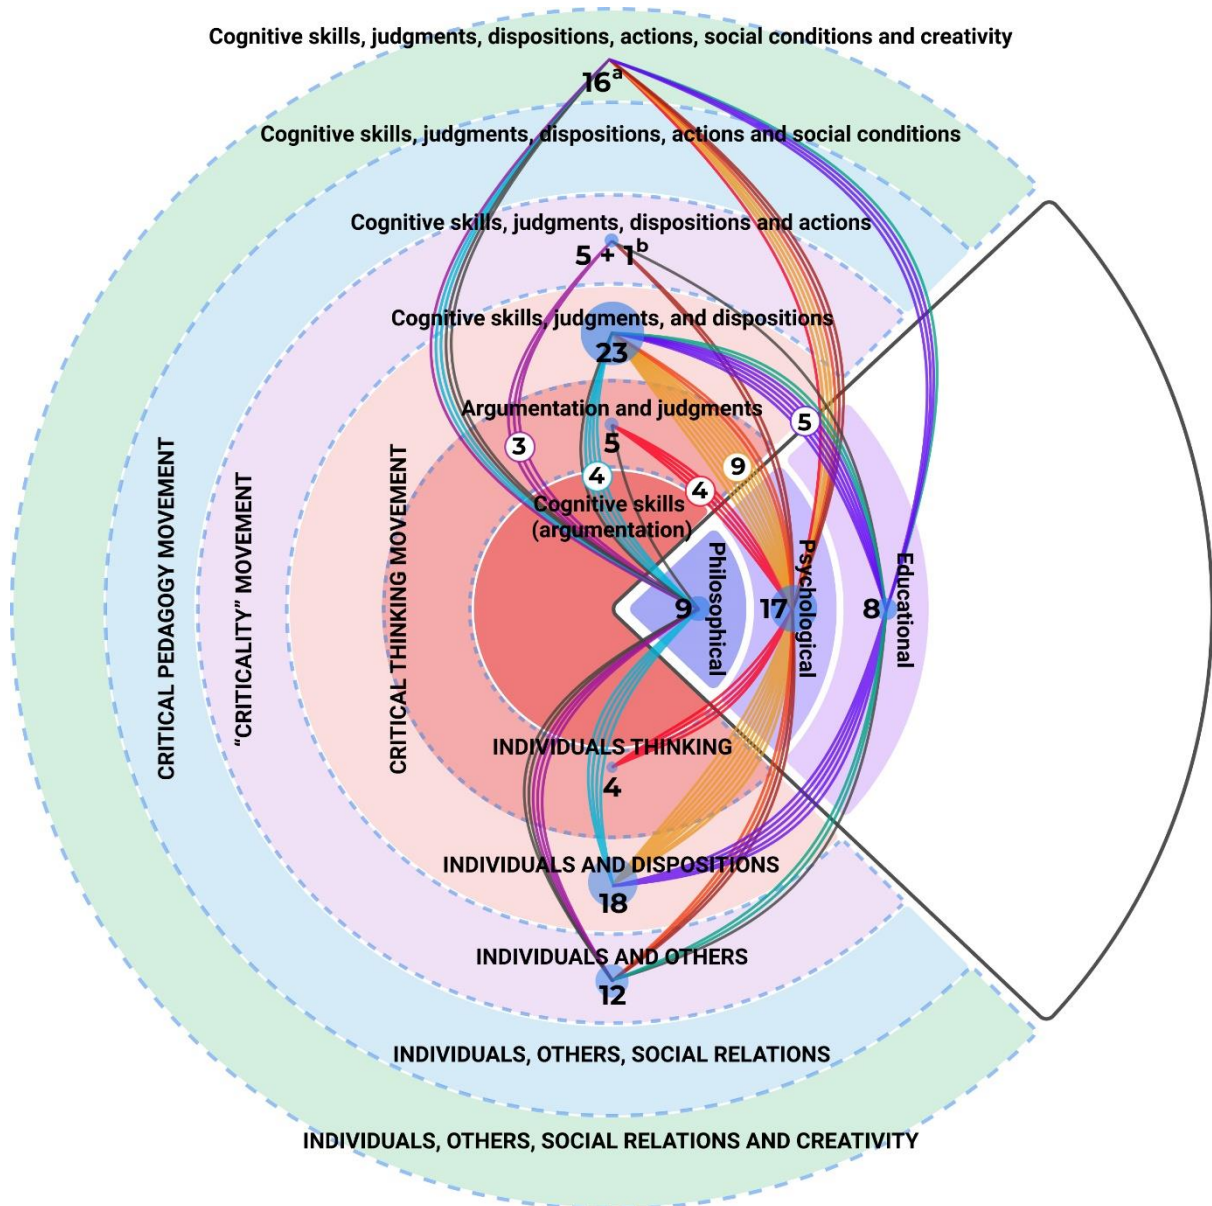 Cognitive skills, judgments, dispositions, actions, social conditions and creativity
16a
Cognitive skills, judgments, dispositions, actions and social conditions
Cognitive skills, judgments, dispositions and actions
5 + 1b
Cognitive skills, judgments, and dispositions
23
Argumentation and judgments
5
5
3
4
4
9
Cognitive skills
(argumentation)
CRITICAL PEDAGOGY MOVEMENT
“CRITICALITY” MOVEMENT
CRITICAL THINKING MOVEMENT
9
Philosophical
17
Psychological
8
Educational
INDIVIDUALS THINKING
4
INDIVIDUALS AND DISPOSITIONS
18
INDIVIDUALS AND OTHERS
12
INDIVIDUALS, OTHERS, SOCIAL RELATIONS
INDIVIDUALS, OTHERS, SOCIAL RELATIONS AND CREATIVITY